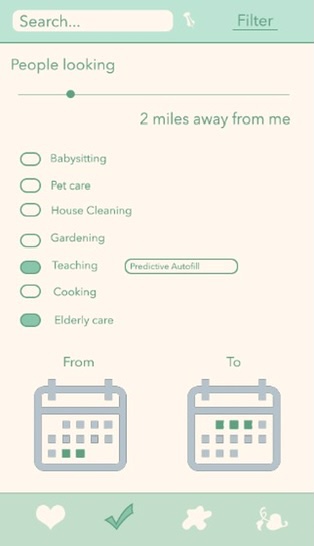 Search...
Filter
People looking
2 miles away from me
Babysitting
Pet care
House Cleaning
Gardening
Teaching
Predictive Autofill
Cooking
Elderly care
From
To